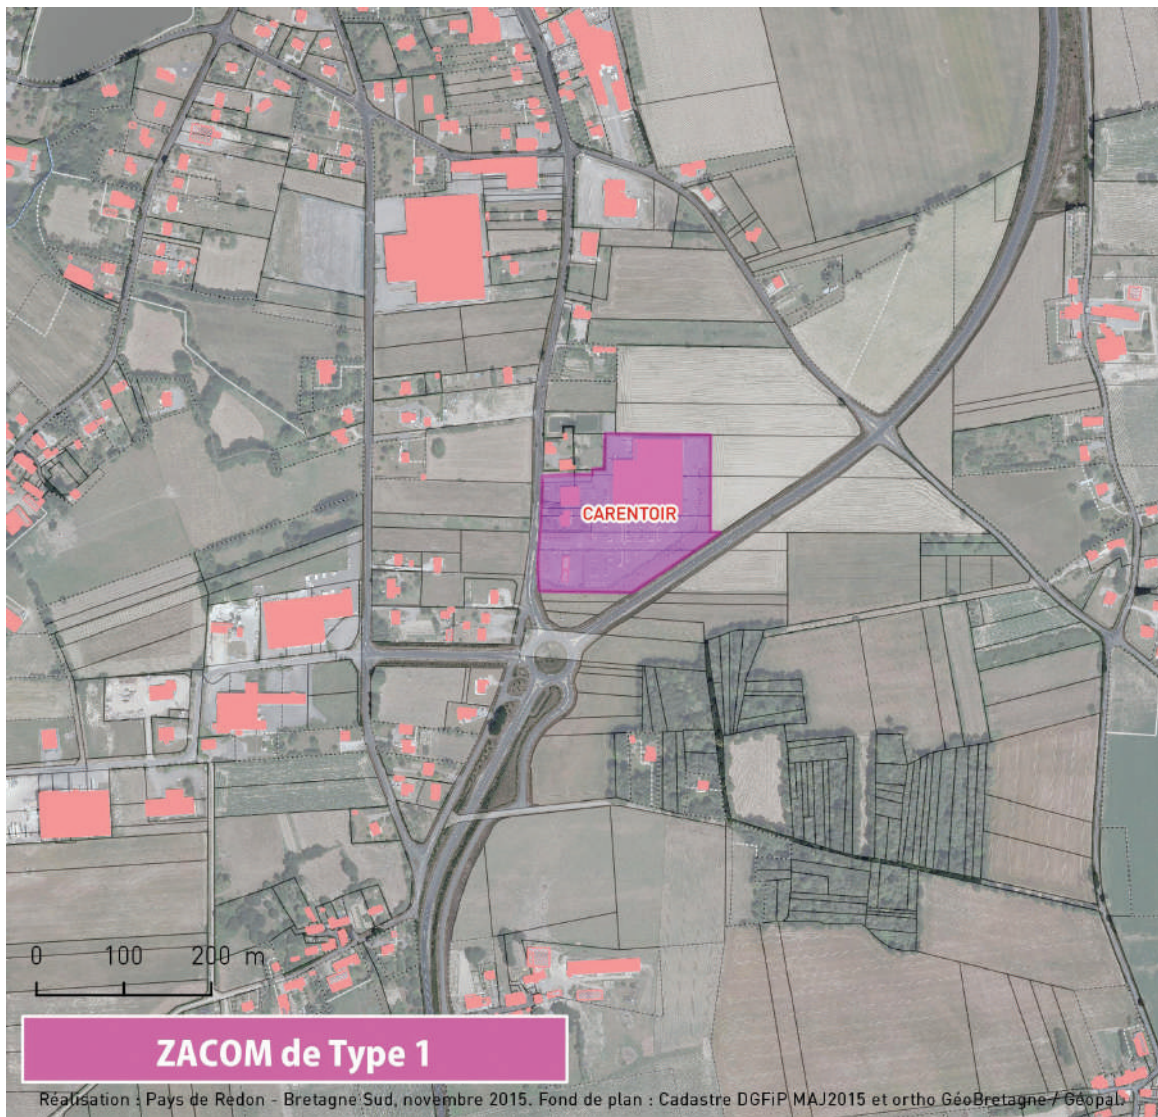 CARENTOIR
0 100 200 m
ZACOM de Type 1
Réalisation : Pays de Redon - Bretagne Sud, novembre 2015. Fond de plan : Cadastre DGFiP MAJ2015 et ortho GéoBretagne / Géopal.